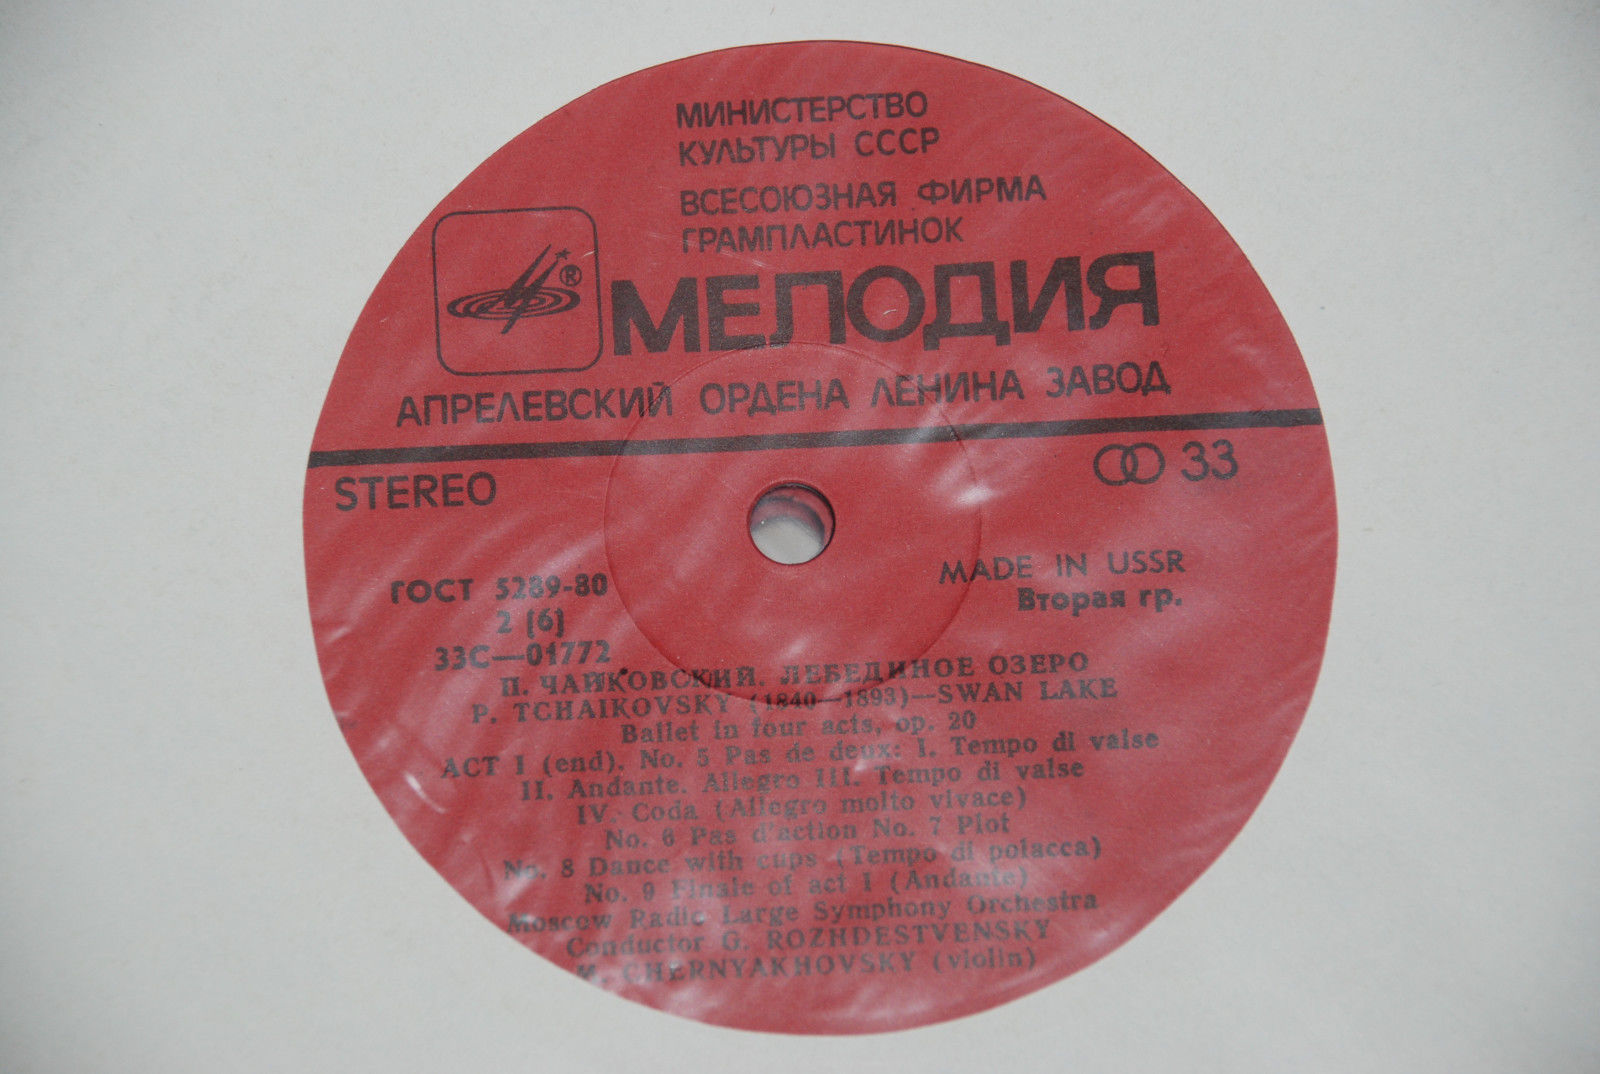 МИНИСТЕРСТВО
КУЛЬТУРЫ СССР
ВСЕСОЮЗНАЯ ФИРМА
ГРАМПЛАСТИНОК
®
МЕЛОДИЯ
АПРЕЛЕВСКИЙ ОРДЕНА ЛЕНИНА ЗАВОД
STEREO
33
MADE IN USSR
Вторая гр.
ГОСТ 5289-80
2 (6)
33С—01772
П. ЧАЙКОВСКИЙ. ЛЕБЕДИНОЕ ОЗЕРО
P. TCHAIKOVSKY (1840—1893)—SWAN LAKE
Ballet in four acts, op. 20
ACT I (end). No. 5 Pas de deux: I. Tempo di valse
II. Andante. Allegro III. Tempo di valse
IV. Coda (Allegro molto vivace)
No. 6 Pas d'action No. 7 Plot
No. 8 Dance with cups (Tempo di polacca)
No. 9 Finale of act I (Andante)
Moscow Radio Large Symphony Orchestra
Conductor G. ROZHDESTVENSKY
M. CHERNYAKHOVSKY (violin)